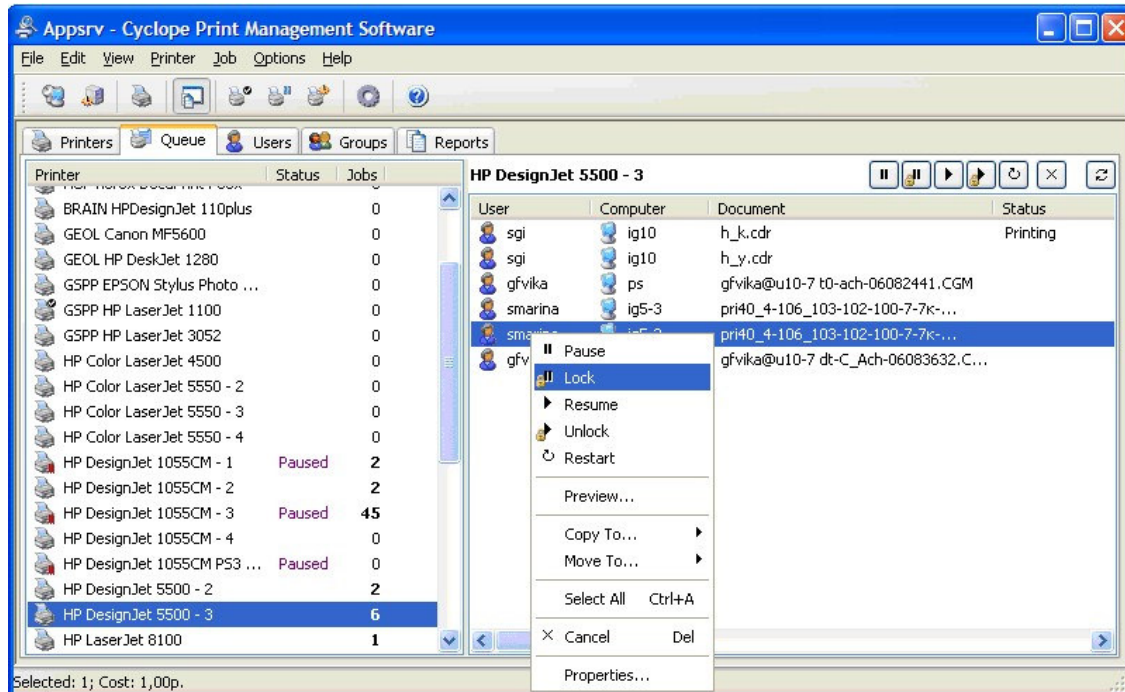 Appsrv - Cyclope Print Management Software
File Edit View Printer Job Options Help
Printers Queue Users Groups Reports
Printer Status Jobs
BRAIN HPDesignJet 110plus 0
GEOL Canon MF5600 0
GEOL HP DeskJet 1280 0
GSPP EPSON Stylus Photo ... 0
GSPP HP LaserJet 1100 0
GSPP HP LaserJet 3052 0
HP Color LaserJet 4500 0
HP Color LaserJet 5550 - 2 0
HP Color LaserJet 5550 - 3 0
HP Color LaserJet 5550 - 4 0
HP DesignJet 1055CM - 1 Paused 2
HP DesignJet 1055CM - 2 2
HP DesignJet 1055CM - 3 Paused 45
HP DesignJet 1055CM - 4 0
HP DesignJet 1055CM PS3 ... Paused 0
HP DesignJet 5500 - 2 2
HP DesignJet 5500 - 3 6
HP LaserJet 8100 1
HP DesignJet 5500 - 3
User Computer Document Status
sgi ig10 h_k.cdr Printing
sgi ig10 h_y.cdr
gfvika ps gfvika@u10-7 t0-ach-06082441.CGM
smarina ig5-3 pri40_4-106_103-102-100-7-7к-...
smarina ig5-3 pri40_4-106_103-102-100-7-7к-...
gfv gfvika@u10-7 dt-C_Ach-06083632.C...
Pause
Lock
Resume
Unlock
Restart
Preview...
Copy To...
Move To...
Select All Ctrl+A
Cancel Del
Properties...
Selected: 1; Cost: 1,00р.